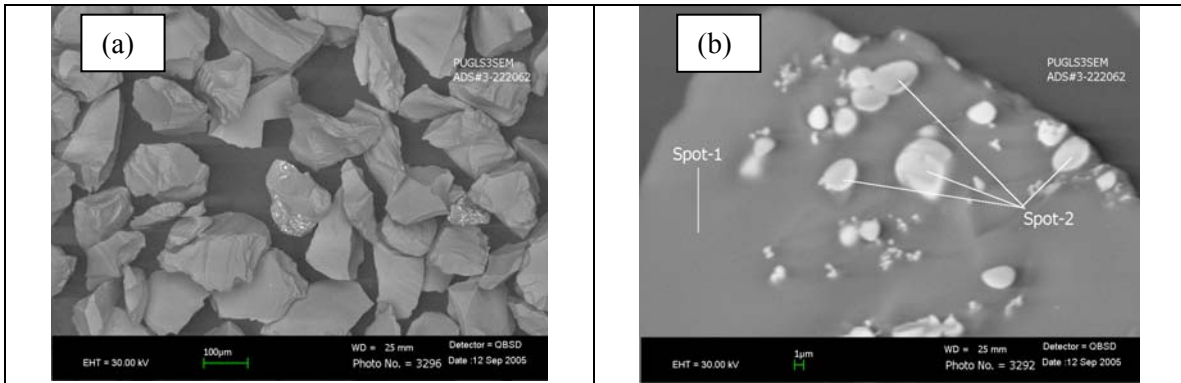 (a)
PUGLS3SEM
ADS#3-222062
EHT = 30.00 kV
100µm
WD = 25 mm
Detector = QBSD
Photo No. = 3296
Date :12 Sep 2005
(b)
PUGLS3SEM
ADS#3-222062
Spot-1
Spot-2
EHT = 30.00 kV
1µm
WD = 25 mm
Detector = QBSD
Photo No. = 3292
Date :12 Sep 2005